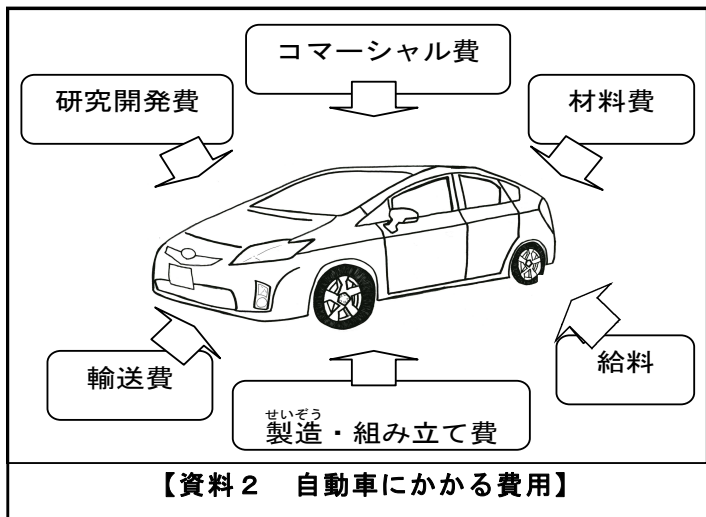 コマーシャル費
研究開発費
材料費
輸送費
給料
せいぞう
製造・組み立て費
【資料２　自動車にかかる費用】